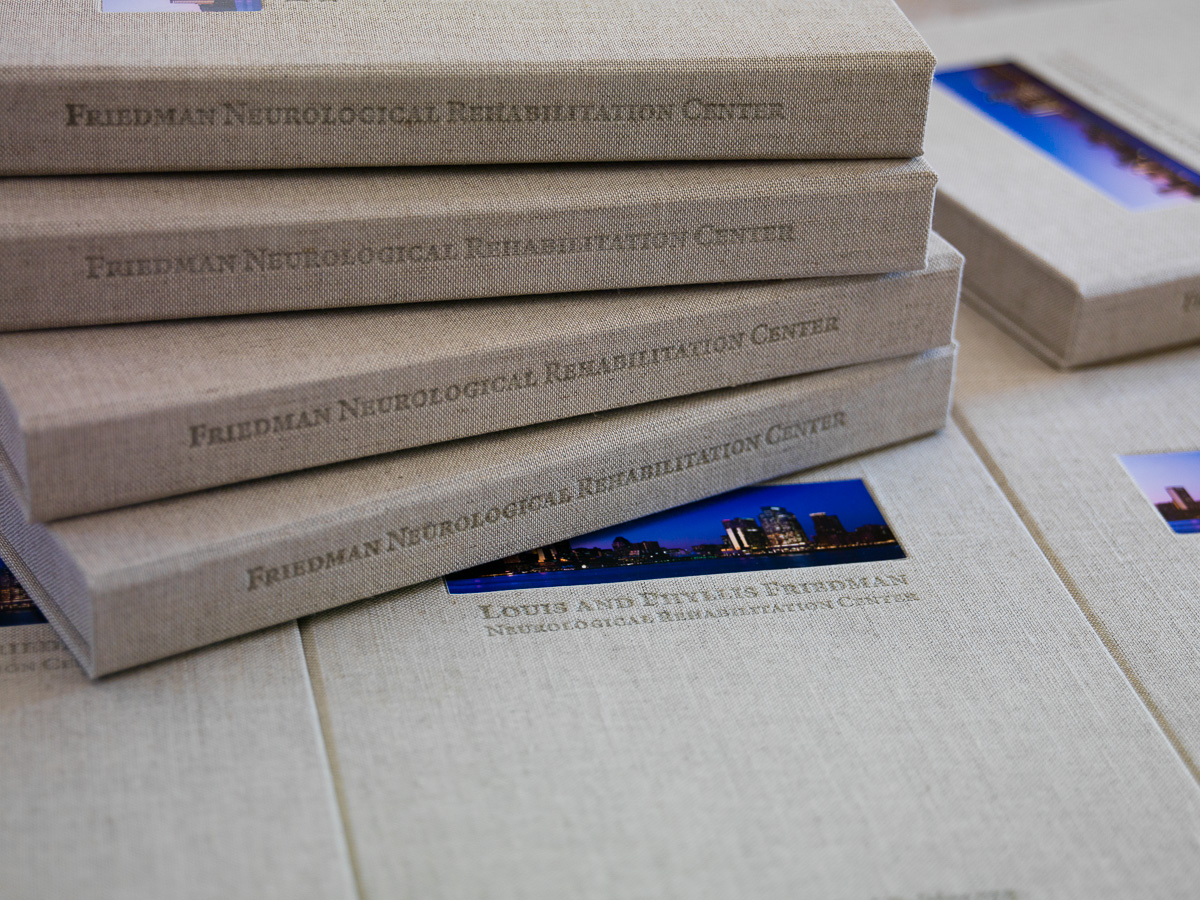 FRIEDMAN NEUROLOGICAL REHABILITATION CENTER
FRIEDMAN NEUROLOGICAL REHABILITATION CENTER
FRIEDMAN NEUROLOGICAL REHABILITATION CENTER
FRIEDMAN NEUROLOGICAL REHABILITATION CENTER
LOUIS AND PHYLLIS FRIEDMAN
NEUROLOGICAL REHABILITATION CENTER